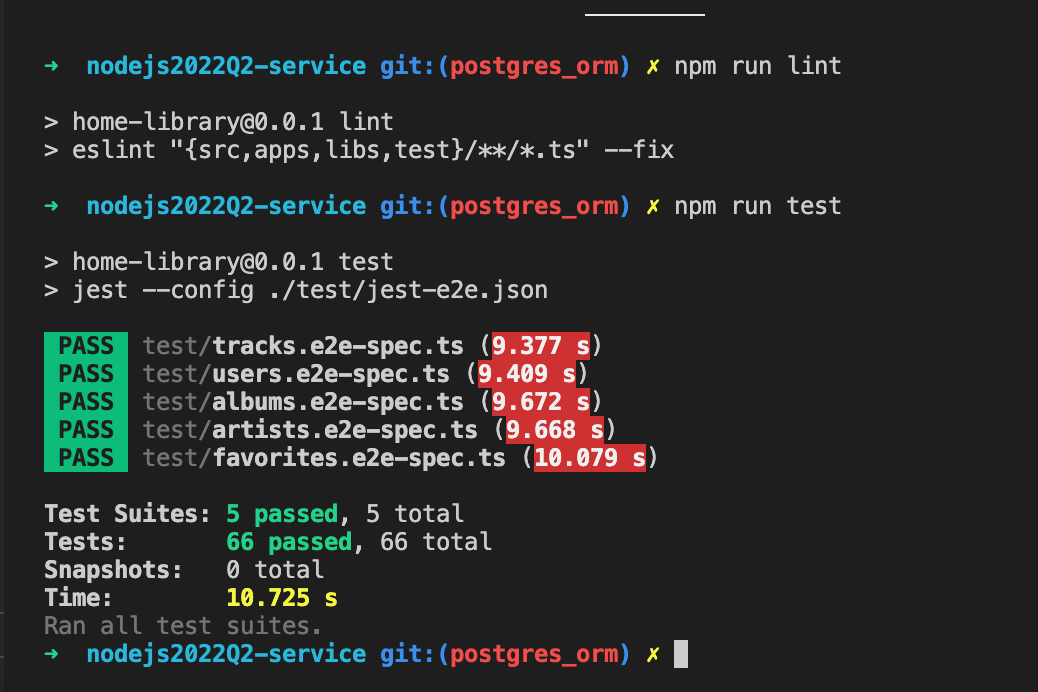 ➜  nodejs2022Q2-service git:(postgres_orm) ✗ npm run lint
> home-library@0.0.1 lint
> eslint "{src,apps,libs,test}/**/*.ts" --fix
➜  nodejs2022Q2-service git:(postgres_orm) ✗ npm run test
> home-library@0.0.1 test
> jest --config ./test/jest-e2e.json
PASS test/tracks.e2e-spec.ts (9.377 s)
PASS test/users.e2e-spec.ts (9.409 s)
PASS test/albums.e2e-spec.ts (9.672 s)
PASS test/artists.e2e-spec.ts (9.668 s)
PASS test/favorites.e2e-spec.ts (10.079 s)
Test Suites: 5 passed, 5 total
Tests:       66 passed, 66 total
Snapshots:   0 total
Time:        10.725 s
Ran all test suites.
➜  nodejs2022Q2-service git:(postgres_orm) ✗